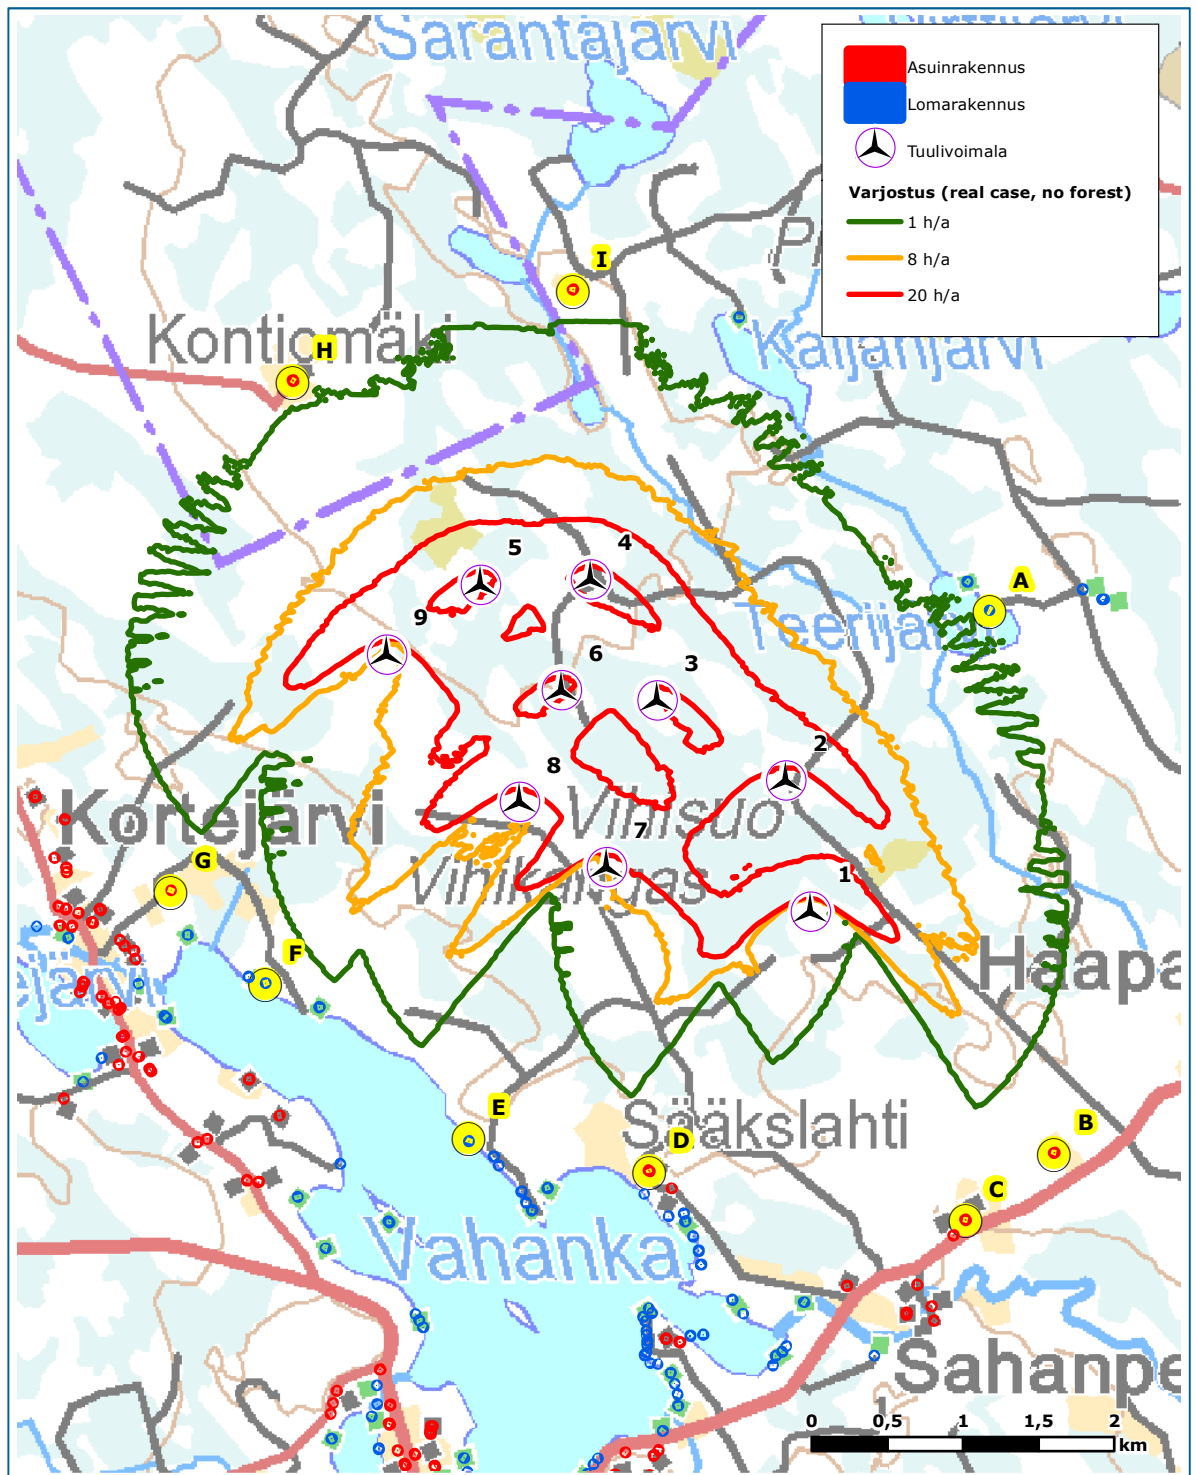 Sarantajärvi
Asuinrakennus
Lomarakennus
Tuulivoimala
Varjostus (real case, no forest)
1 h/a
8 h/a
20 h/a
I
Kontiomäki
H
Kaijanjärvi
5
4
A
9
Teerijärvi
6
3
2
8
Kortejärvi
Vihisuo
7
Vihikangas
G
1
F
Haapa
ejärvi
E
Sääkslahti
D
B
C
Vahanka
Sahanpe
0 0,5 1 1,5 2
km